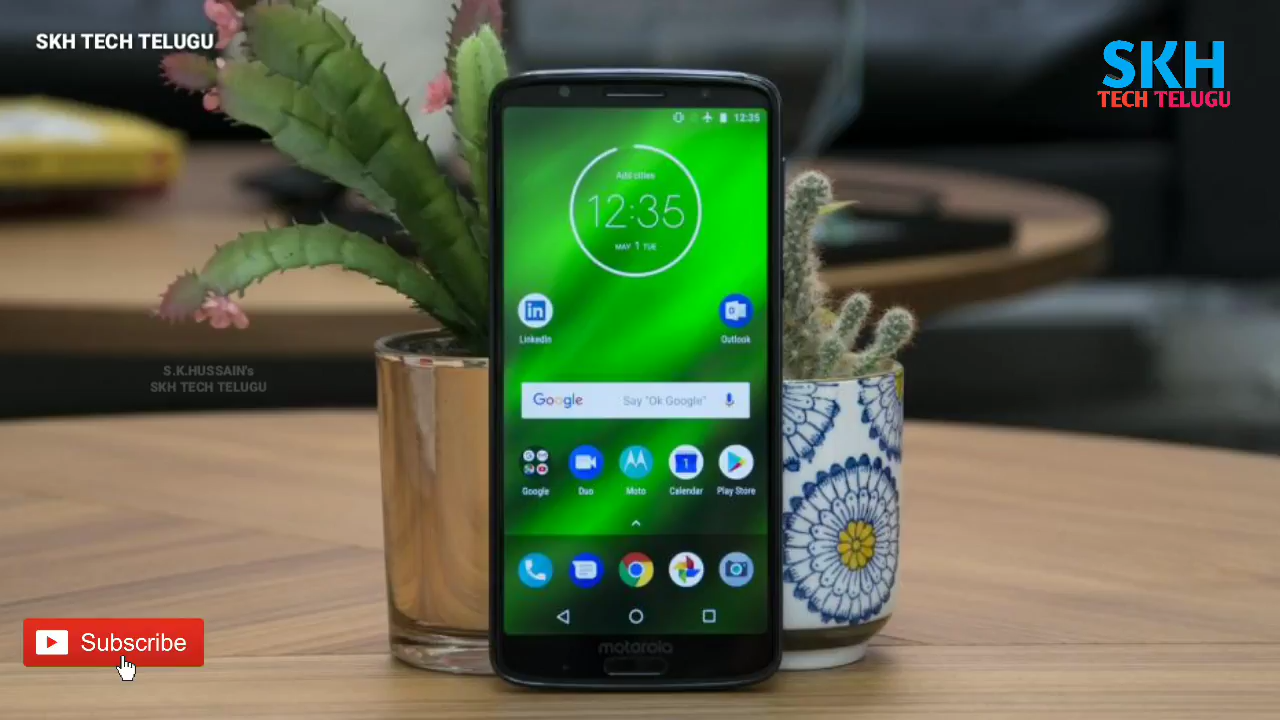 SKH TECH TELUGU
SKH
TECH TELUGU
12:35
Add cities
12:35
MAY 1 TUE
LinkedIn
Outlook
Google
Say "Ok Google"
1
Google
Duo
Moto
Calendar
Play Store
S.K.HUSSAIN's
SKH TECH TELUGU
Subscribe
motorola